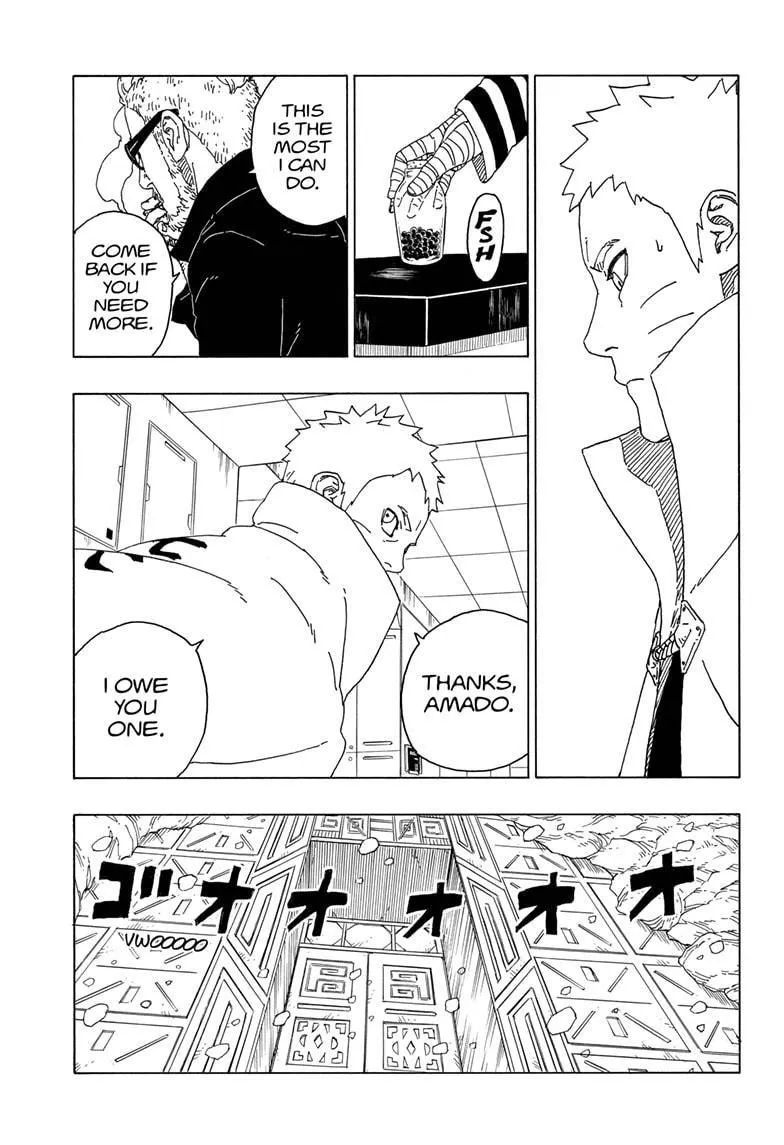 FSH
THIS
IS THE
MOST
I CAN
DO.
COME
BACK IF
YOU
NEED
MORE.
THANKS,
AMADO.
I OWE
YOU
ONE.
ゴオオオオオ
VWOOOOO